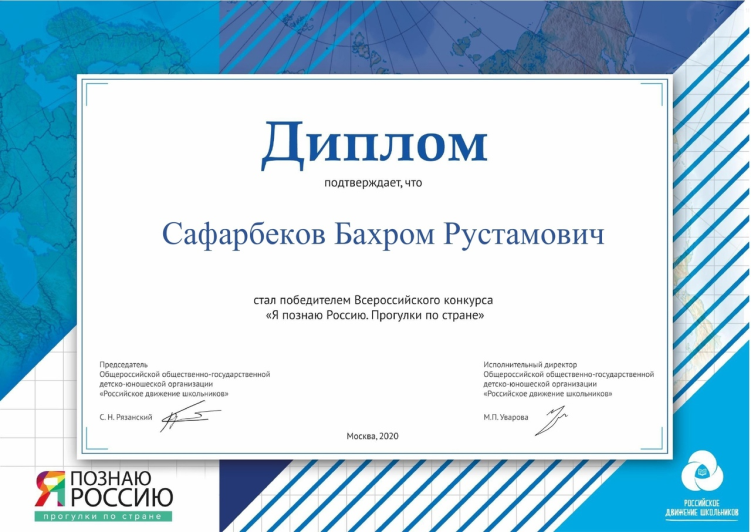 Диплом
подтверждает, что
Сафарбеков Бахром Рустамович
стал победителем Всероссийского конкурса
«Я познаю Россию. Прогулки по стране»
Председатель
Общероссийской общественно-государственной
детско-юношеской организации
«Российское движение школьников»
С. Н. Рязанский
Исполнительный директор
Общероссийской общественно-государственной
детско-юношеской организации
«Российское движение школьников»
М.П. Уварова
Москва, 2020
Я ПОЗНАЮ
РОССИЮ
прогулки по стране
РОССИЙСКОЕ
ДВИЖЕНИЕ ШКОЛЬНИКОВ